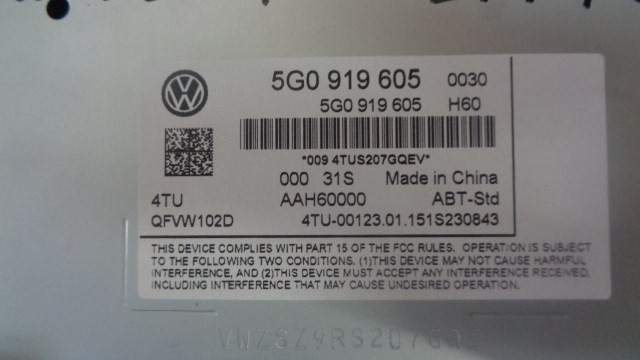 5G0 919 605 0030
5G0 919 605 H60
*009 4TUS207GQEV*
000 31S Made in China
4TU AAH60000 ABT-Std
QFVW102D 4TU-00123.01.151S230843
THIS DEVICE COMPLIES WITH PART 15 OF THE FCC RULES. OPERATION IS SUBJECT
TO THE FOLLOWING TWO CONDITIONS. (1)THIS DEVICE MAY NOT CAUSE HARMFUL
INTERFERENCE, AND (2)THIS DEVICE MUST ACCEPT ANY INTERFERENCE RECEIVED,
INCLUDING INTERFERENCE THAT MAY CAUSE UNDESIRED OPERATION.